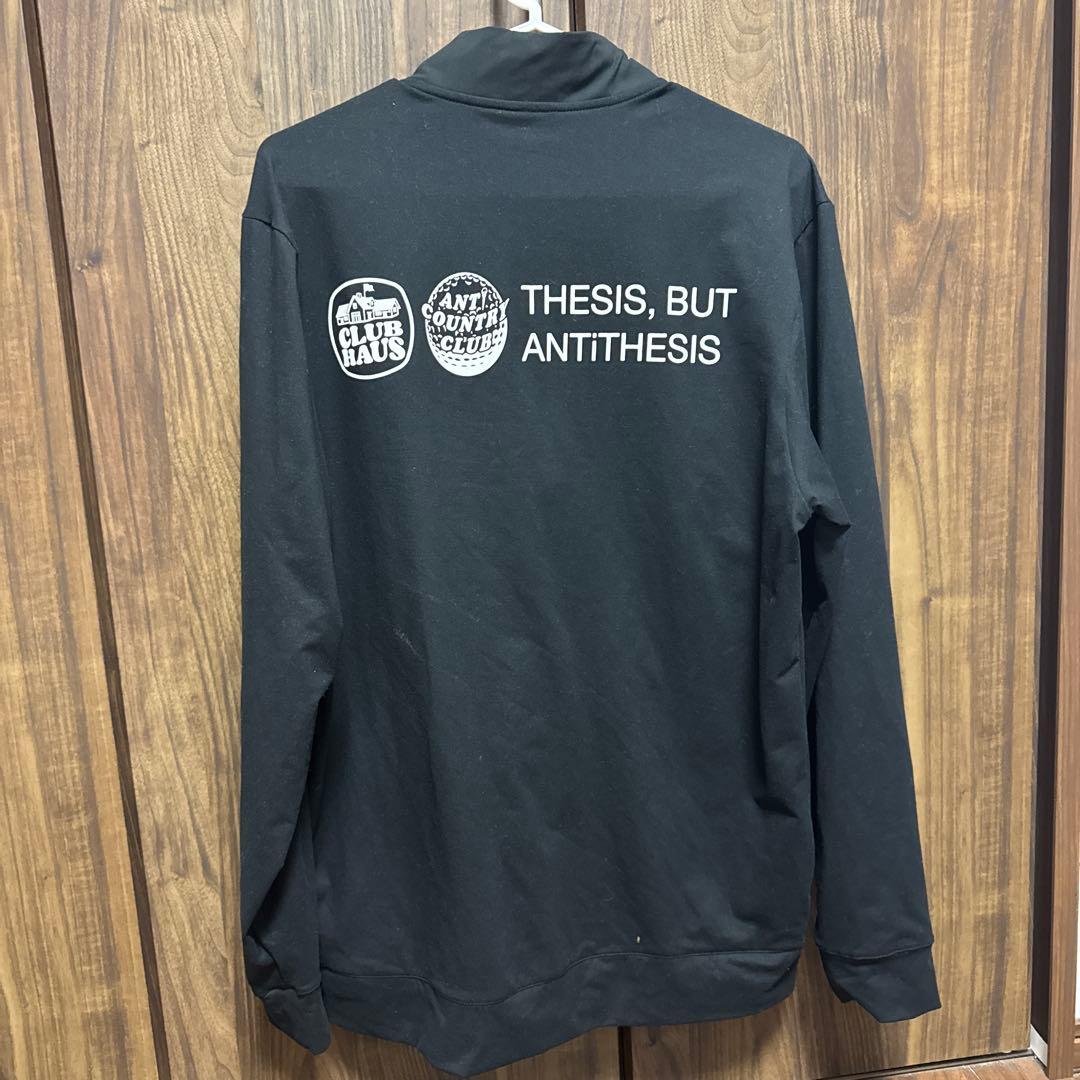 CLUB
HAUS
ANTi
COUNTRY
CLUB
THESIS, BUT
ANTiTHESIS